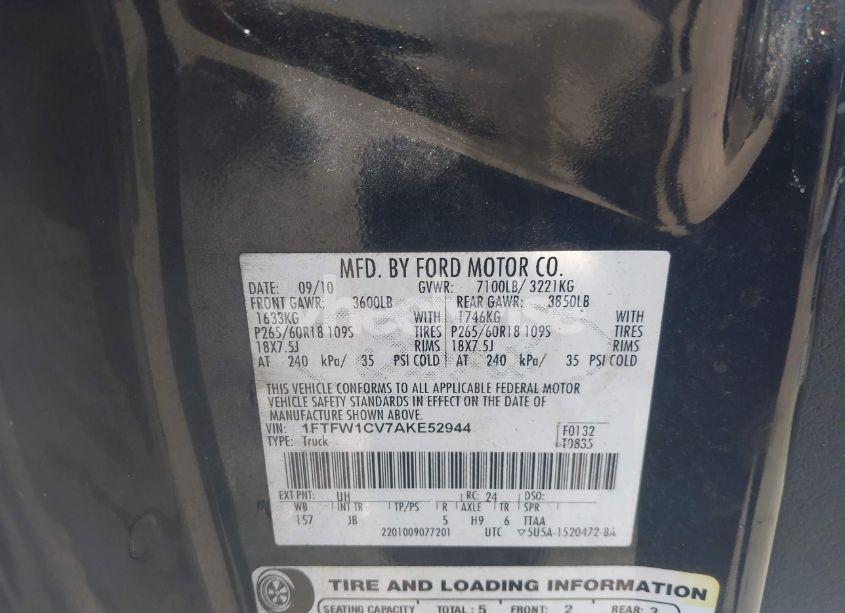 MFD. BY FORD MOTOR CO.
DATE: 09/10 GVWR: 7100LB/ 3221KG
FRONT GAWR: 3600LB REAR GAWR: 3850LB
1633KG WITH 1746KG WITH
P265/60R18 109S TIRES P265/60R18 109S TIRES
18X7.5J RIMS 18X7.5J RIMS
AT 240 kPa/ 35 PSI COLD AT 240 kPa/ 35 PSI COLD
THIS VEHICLE CONFORMS TO ALL APPLICABLE FEDERAL MOTOR
VEHICLE SAFETY STANDARDS IN EFFECT ON THE DATE OF
MANUFACTURE SHOWN ABOVE.
VIN: 1FTFW1CV7AKE52944 F0132
TYPE: Truck T0835
EXT PNT: UH RC: 24 DSO:
WB INT TR TP/PS R AXLE TR SPR
157 JB 5 H9 6 TTAA
2201009077201 UTC ▽5U5A-1520472-BA
TIRE AND LOADING INFORMATION
SEATING CAPACITY TOTAL: 5 FRONT: 2 REAR: 3